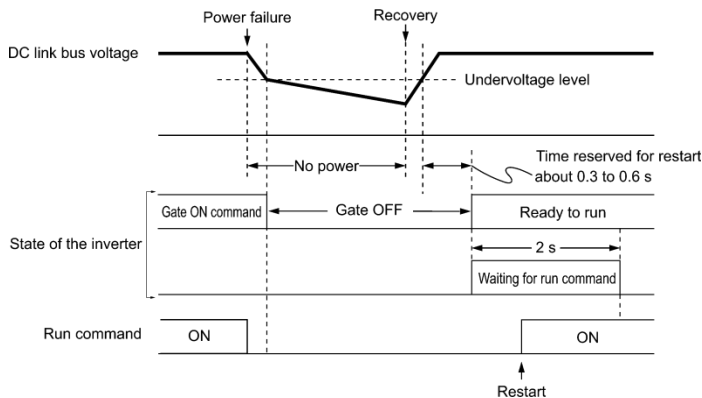 Power failure
Recovery
DC link bus voltage
Undervoltage level
No power
Time reserved for restart
about 0.3 to 0.6 s
State of the inverter
Gate ON command
Gate OFF
Ready to run
2 s
Waiting for run command
Run command
ON
ON
Restart